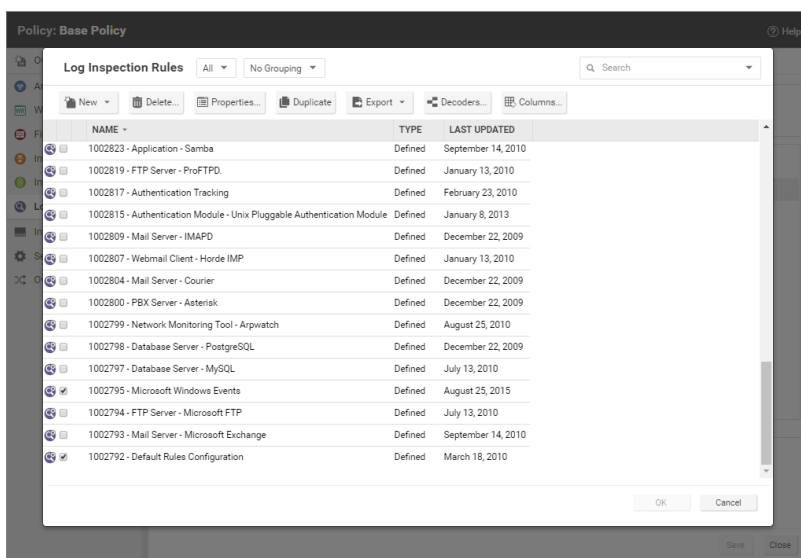 Policy: Base Policy
Help
Log Inspection Rules All No Grouping Search
New Delete... Properties... Duplicate Export Decoders... Columns...
NAME TYPE LAST UPDATED
1002823 - Application - Samba Defined September 14, 2010
1002819 - FTP Server - ProFTPD. Defined January 13, 2010
1002817 - Authentication Tracking Defined February 23, 2010
1002815 - Authentication Module - Unix Pluggable Authentication Module Defined January 8, 2013
1002809 - Mail Server - IMAPD Defined December 22, 2009
1002807 - Webmail Client - Horde IMP Defined January 13, 2010
1002804 - Mail Server - Courier Defined December 22, 2009
1002800 - PBX Server - Asterisk Defined December 22, 2009
1002799 - Network Monitoring Tool - Arpwatch Defined August 25, 2010
1002798 - Database Server - PostgreSQL Defined December 22, 2009
1002797 - Database Server - MySQL Defined July 13, 2010
1002795 - Microsoft Windows Events Defined August 25, 2015
1002794 - FTP Server - Microsoft FTP Defined July 13, 2010
1002793 - Mail Server - Microsoft Exchange Defined September 14, 2010
1002792 - Default Rules Configuration Defined March 18, 2010
OK Cancel
Save Close